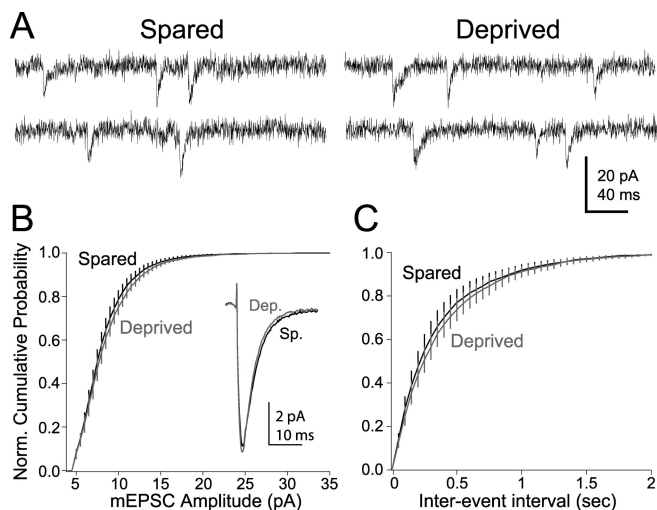 A
Spared
Deprived
20 pA
40 ms
B
Norm. Cumulative Probability
1.0
0.8
0.6
0.4
0.2
0.0
Spared
Deprived
Dep.
Sp.
2 pA
10 ms
5 10 15 20 25 30 35
mEPSC Amplitude (pA)
C
1.0
0.8
0.6
0.4
0.2
0.0
Spared
Deprived
0 0.5 1 1.5 2
Inter-event interval (sec)